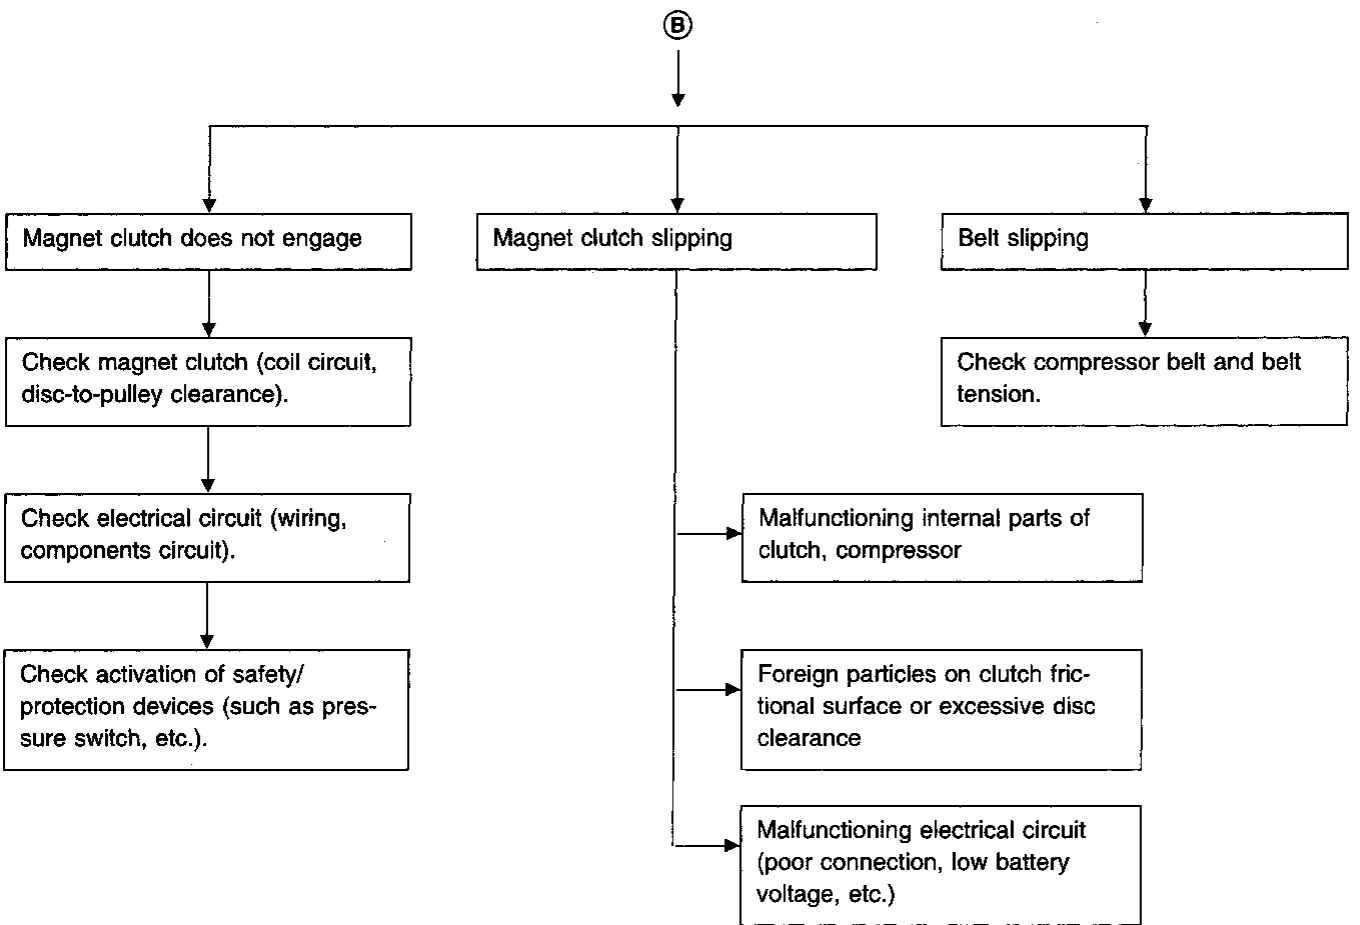 B
Magnet clutch does not engage
Magnet clutch slipping
Belt slipping
Check magnet clutch (coil circuit,
disc-to-pulley clearance).
Check compressor belt and belt
tension.
Check electrical circuit (wiring,
components circuit).
Malfunctioning internal parts of
clutch, compressor
Check activation of safety/
protection devices (such as pres-
sure switch, etc.).
Foreign particles on clutch fric-
tional surface or excessive disc
clearance
Malfunctioning electrical circuit
(poor connection, low battery
voltage, etc.)